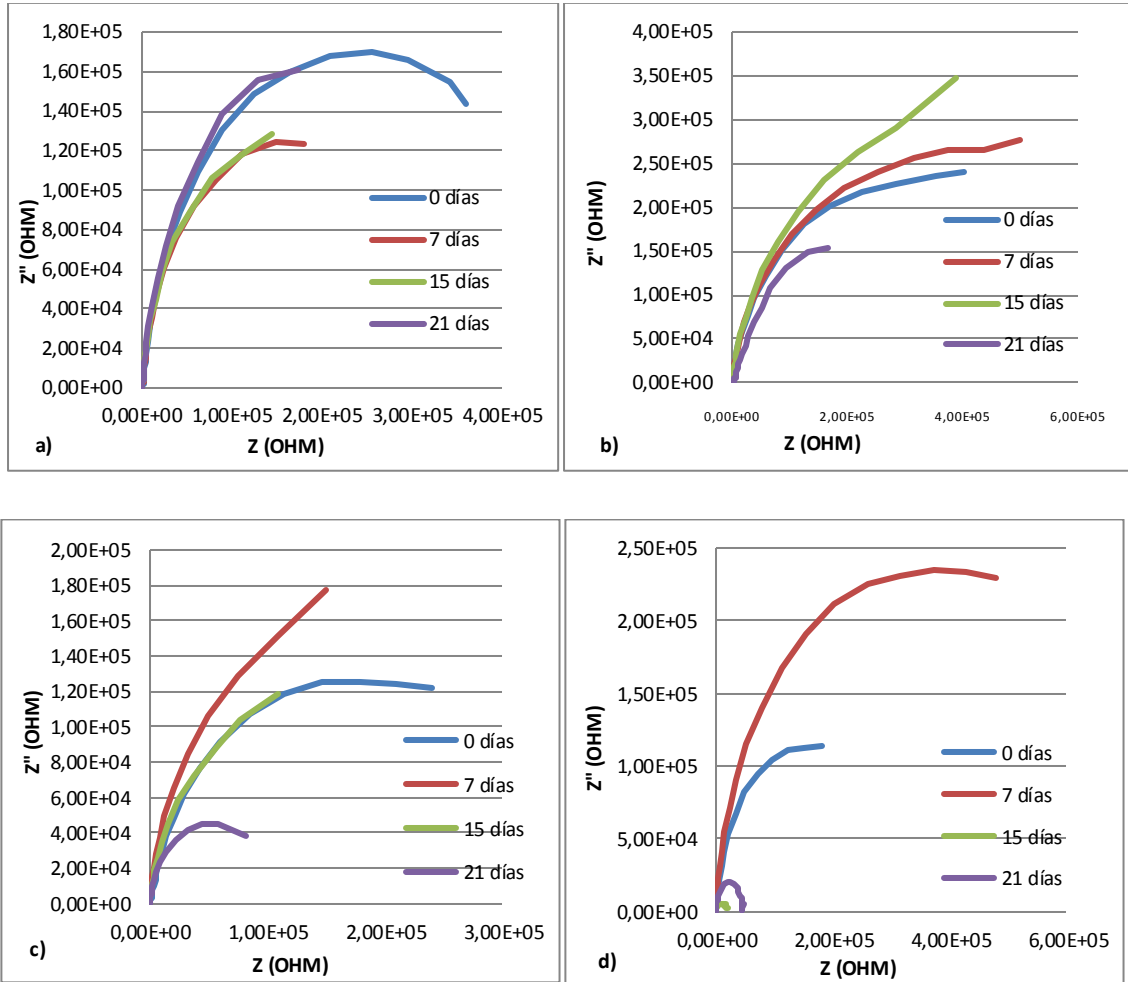 1,80E+05
1,60E+05
1,40E+05
1,20E+05
1,00E+05
8,00E+04
6,00E+04
4,00E+04
2,00E+04
0,00E+00
Z" (OHM)
0 días
7 días
15 días
21 días
0,00E+00 1,00E+05 2,00E+05 3,00E+05 4,00E+05
a)
Z (OHM)
4,00E+05
3,50E+05
3,00E+05
2,50E+05
2,00E+05
1,50E+05
1,00E+05
5,00E+04
0,00E+00
Z" (OHM)
0 días
7 días
15 días
21 días
0,00E+00 2,00E+05 4,00E+05 6,00E+05
b)
Z (OHM)
2,00E+05
1,80E+05
1,60E+05
1,40E+05
1,20E+05
1,00E+05
8,00E+04
6,00E+04
4,00E+04
2,00E+04
0,00E+00
Z" (OHM)
0 días
7 días
15 días
21 días
0,00E+00 1,00E+05 2,00E+05 3,00E+05
c)
Z (OHM)
2,50E+05
2,00E+05
1,50E+05
1,00E+05
5,00E+04
0,00E+00
Z" (OHM)
0 días
7 días
15 días
21 días
0,00E+00 2,00E+05 4,00E+05 6,00E+05
d)
Z (OHM)